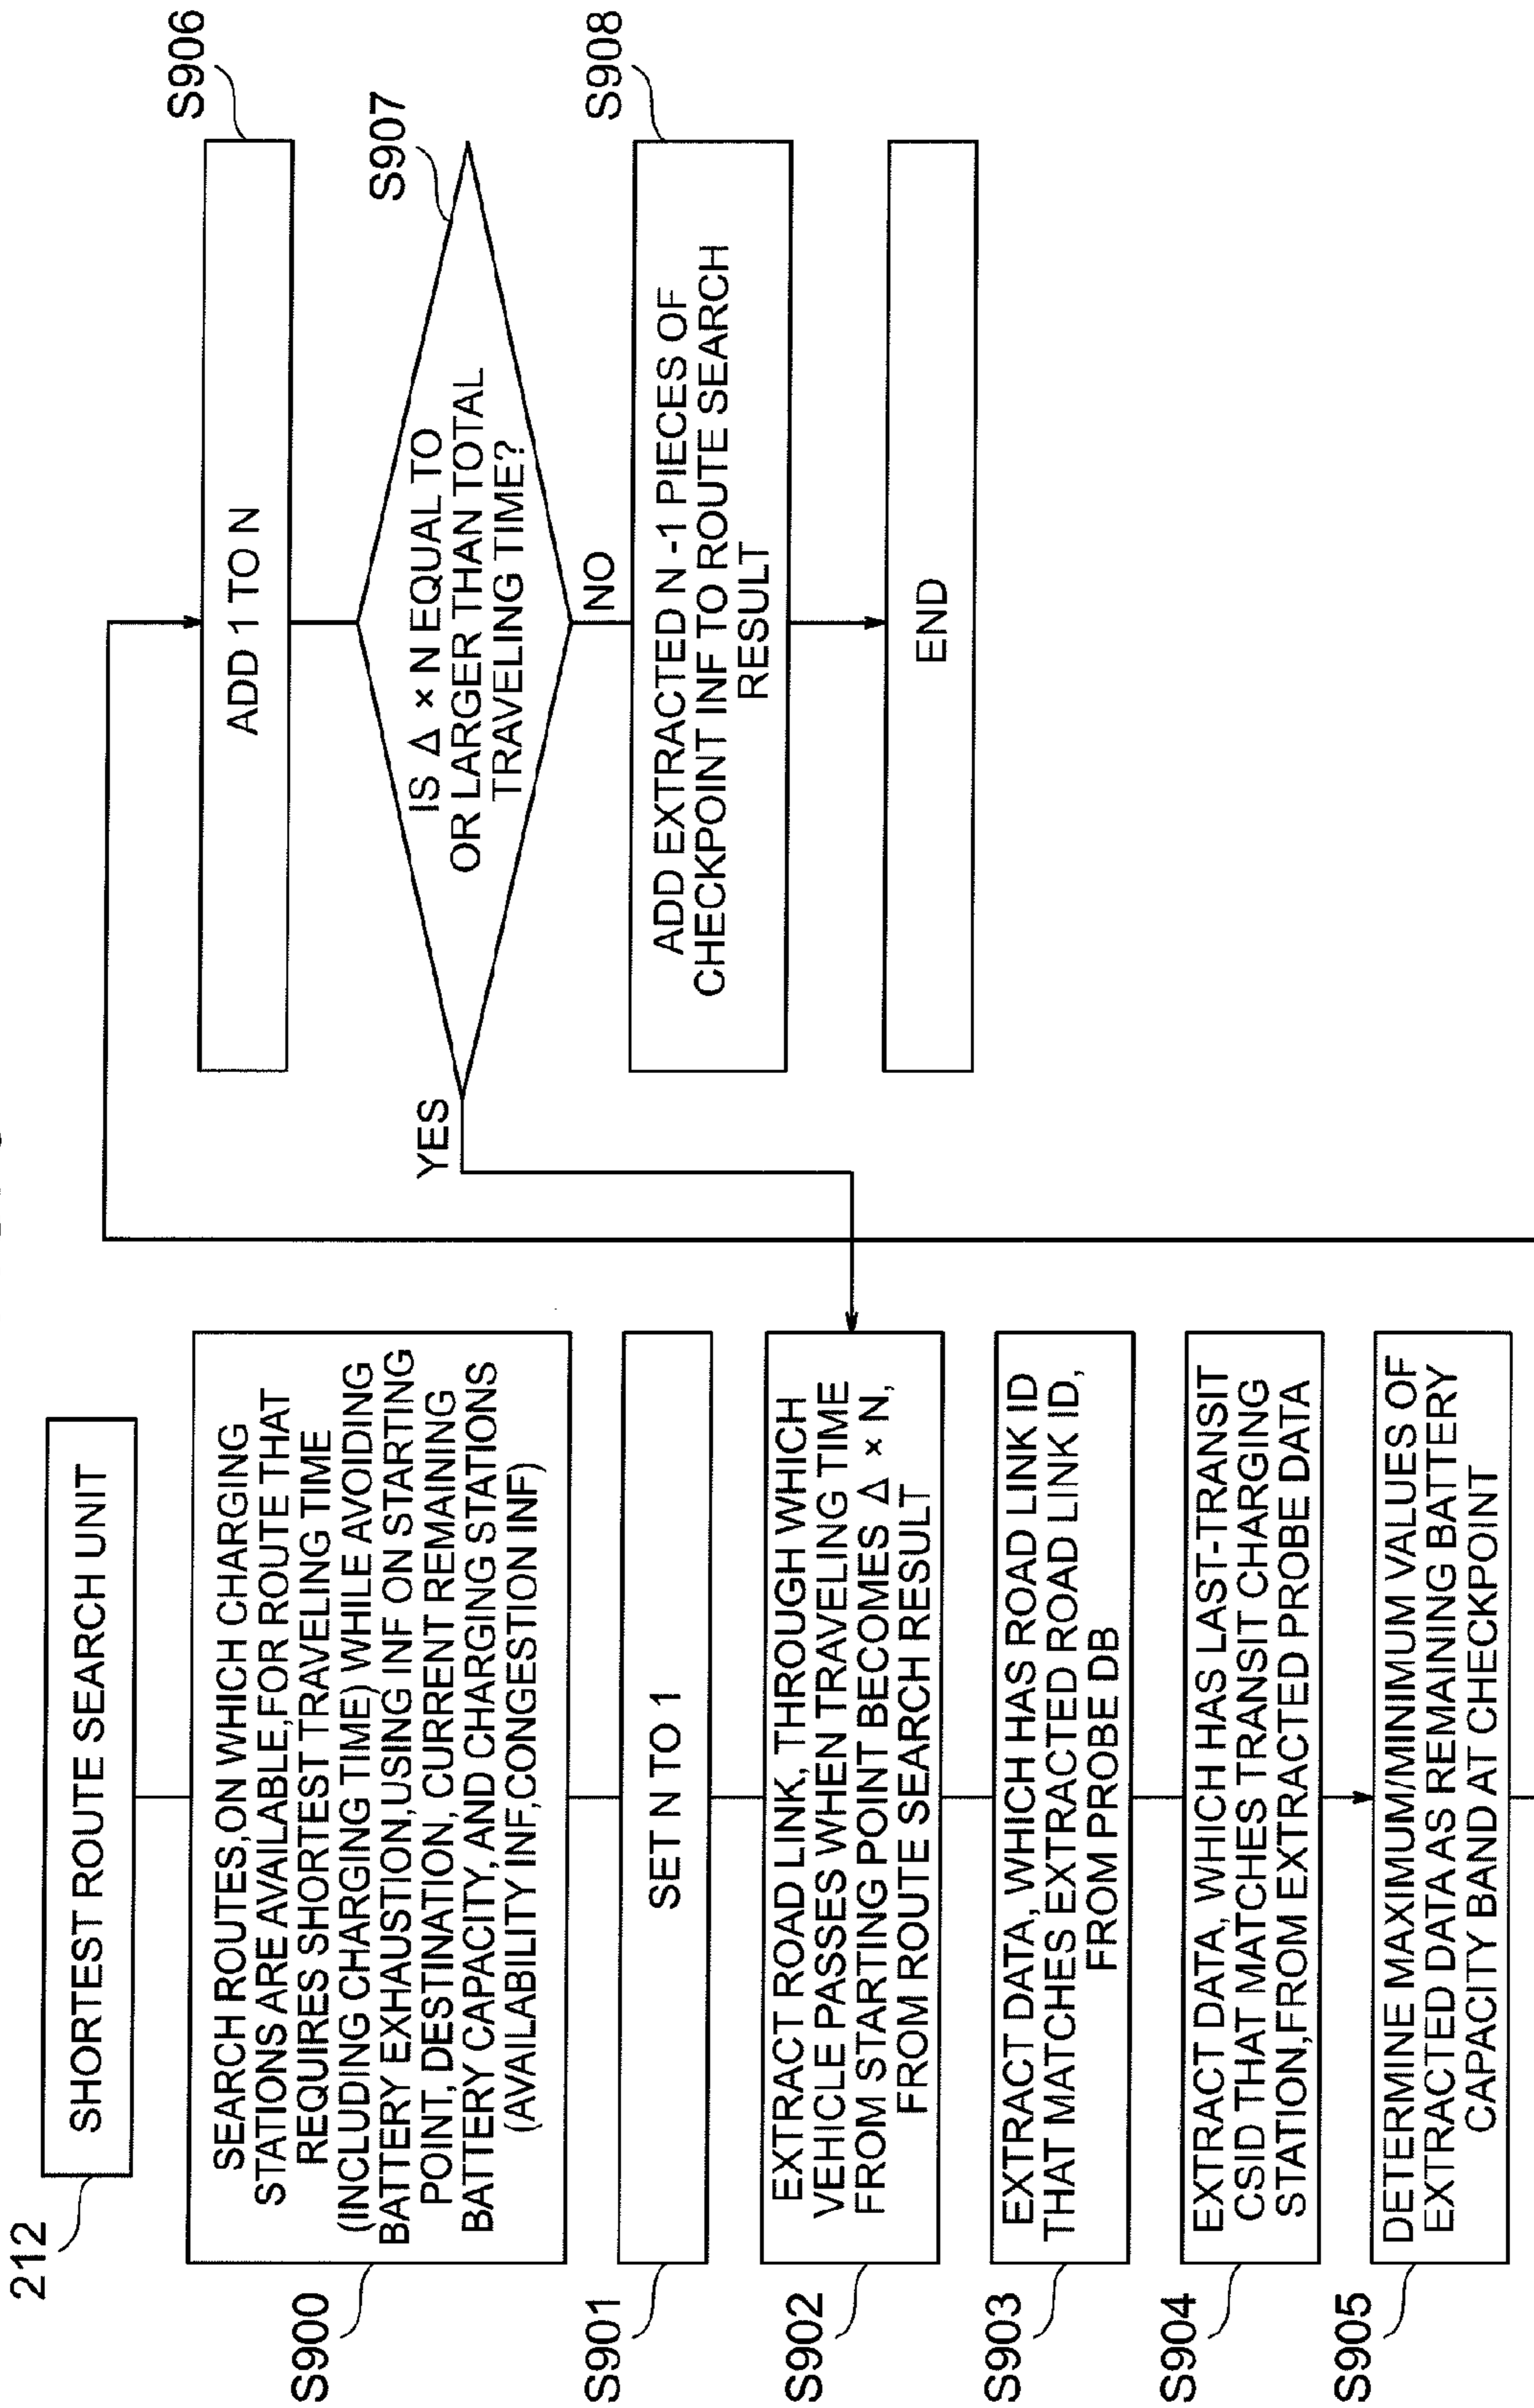 212
SHORTEST ROUTE SEARCH UNIT
S900
SEARCH ROUTES,ON WHICH CHARGING
STATIONS ARE AVAILABLE,FOR ROUTE THAT
REQUIRES SHORTEST TRAVELING TIME
(INCLUDING CHARGING TIME) WHILE AVOIDING
BATTERY EXHAUSTION,USING INF ON STARTING
POINT, DESTINATION, CURRENT REMAINING
BATTERY CAPACITY, AND CHARGING STATIONS
(AVAILABILITY INF,CONGESTION INF)
S901
SET N TO 1
S902
EXTRACT ROAD LINK, THROUGH WHICH
VEHICLE PASSES WHEN TRAVELING TIME
FROM STARTING POINT BECOMES Δ × N,
FROM ROUTE SEARCH RESULT
S903
EXTRACT DATA, WHICH HAS ROAD LINK ID
THAT MATCHES EXTRACTED ROAD LINK ID,
FROM PROBE DB
S904
EXTRACT DATA, WHICH HAS LAST-TRANSIT
CSID THAT MATCHES TRANSIT CHARGING
STATION,FROM EXTRACTED PROBE DATA
S905
DETERMINE MAXIMUM/MINIMUM VALUES OF
EXTRACTED DATA AS REMAINING BATTERY
CAPACITY BAND AT CHECKPOINT
S906
ADD 1 TO N
S907
IS Δ × N EQUAL TO
OR LARGER THAN TOTAL
TRAVELING TIME?
YES
NO
S908
ADD EXTRACTED N -1 PIECES OF
CHECKPOINT INF TO ROUTE SEARCH
RESULT
END